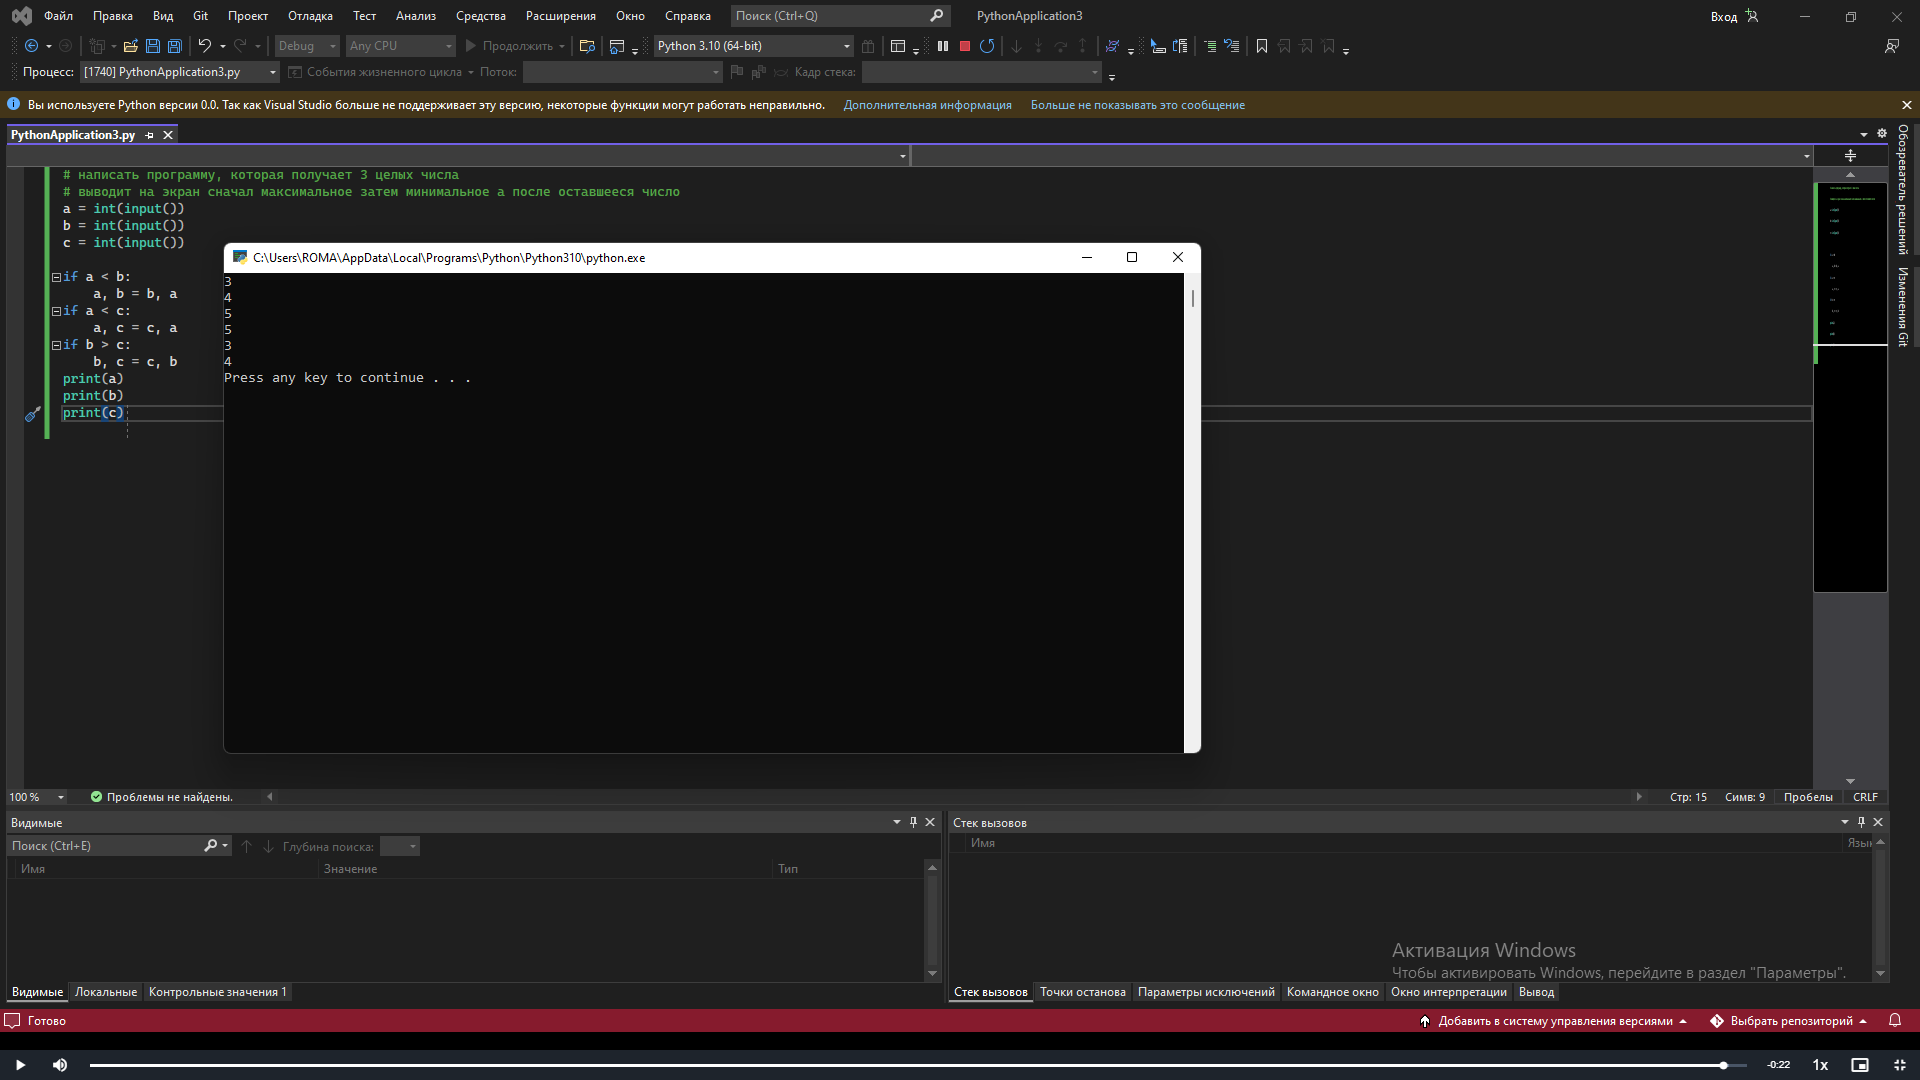 Файл Правка Вид Git Проект Отладка Тест Анализ Средства Расширения Окно Справка Поиск (Ctrl+Q) PythonApplication3 Вход
Debug Any CPU Продолжить Python 3.10 (64-bit)
Процесс: [1740] PythonApplication3.py События жизненного цикла Поток: Кадр стека:
Вы используете Python версии 0.0. Так как Visual Studio больше не поддерживает эту версию, некоторые функции могут работать неправильно. Дополнительная информация Больше не показывать это сообщение
PythonApplication3.py
Обозреватель решений
Изменения Git
# написать программу, которая получает 3 целых числа
# выводит на экран сначал максимальное затем минимальное а после оставшееся число
a = int(input())
b = int(input())
c = int(input())
if a < b:
a, b = b, a
if a < c:
a, c = c, a
if b > c:
b, c = c, b
print(a)
print(b)
print(c)
C:\Users\ROMA\AppData\Local\Programs\Python\Python310\python.exe
3
4
5
5
3
4
Press any key to continue . . .
100 % Проблемы не найдены. Стр: 15 Симв: 9 Пробелы CRLF
Видимые
Поиск (Ctrl+E) Глубина поиска:
Имя Значение Тип
Видимые Локальные Контрольные значения 1
Стек вызовов
Имя Язык
Активация Windows
Чтобы активировать Windows, перейдите в раздел "Параметры".
Стек вызовов Точки останова Параметры исключений Командное окно Окно интерпретации Вывод
Готово Добавить в систему управления версиями Выбрать репозиторий
-0:22 1x